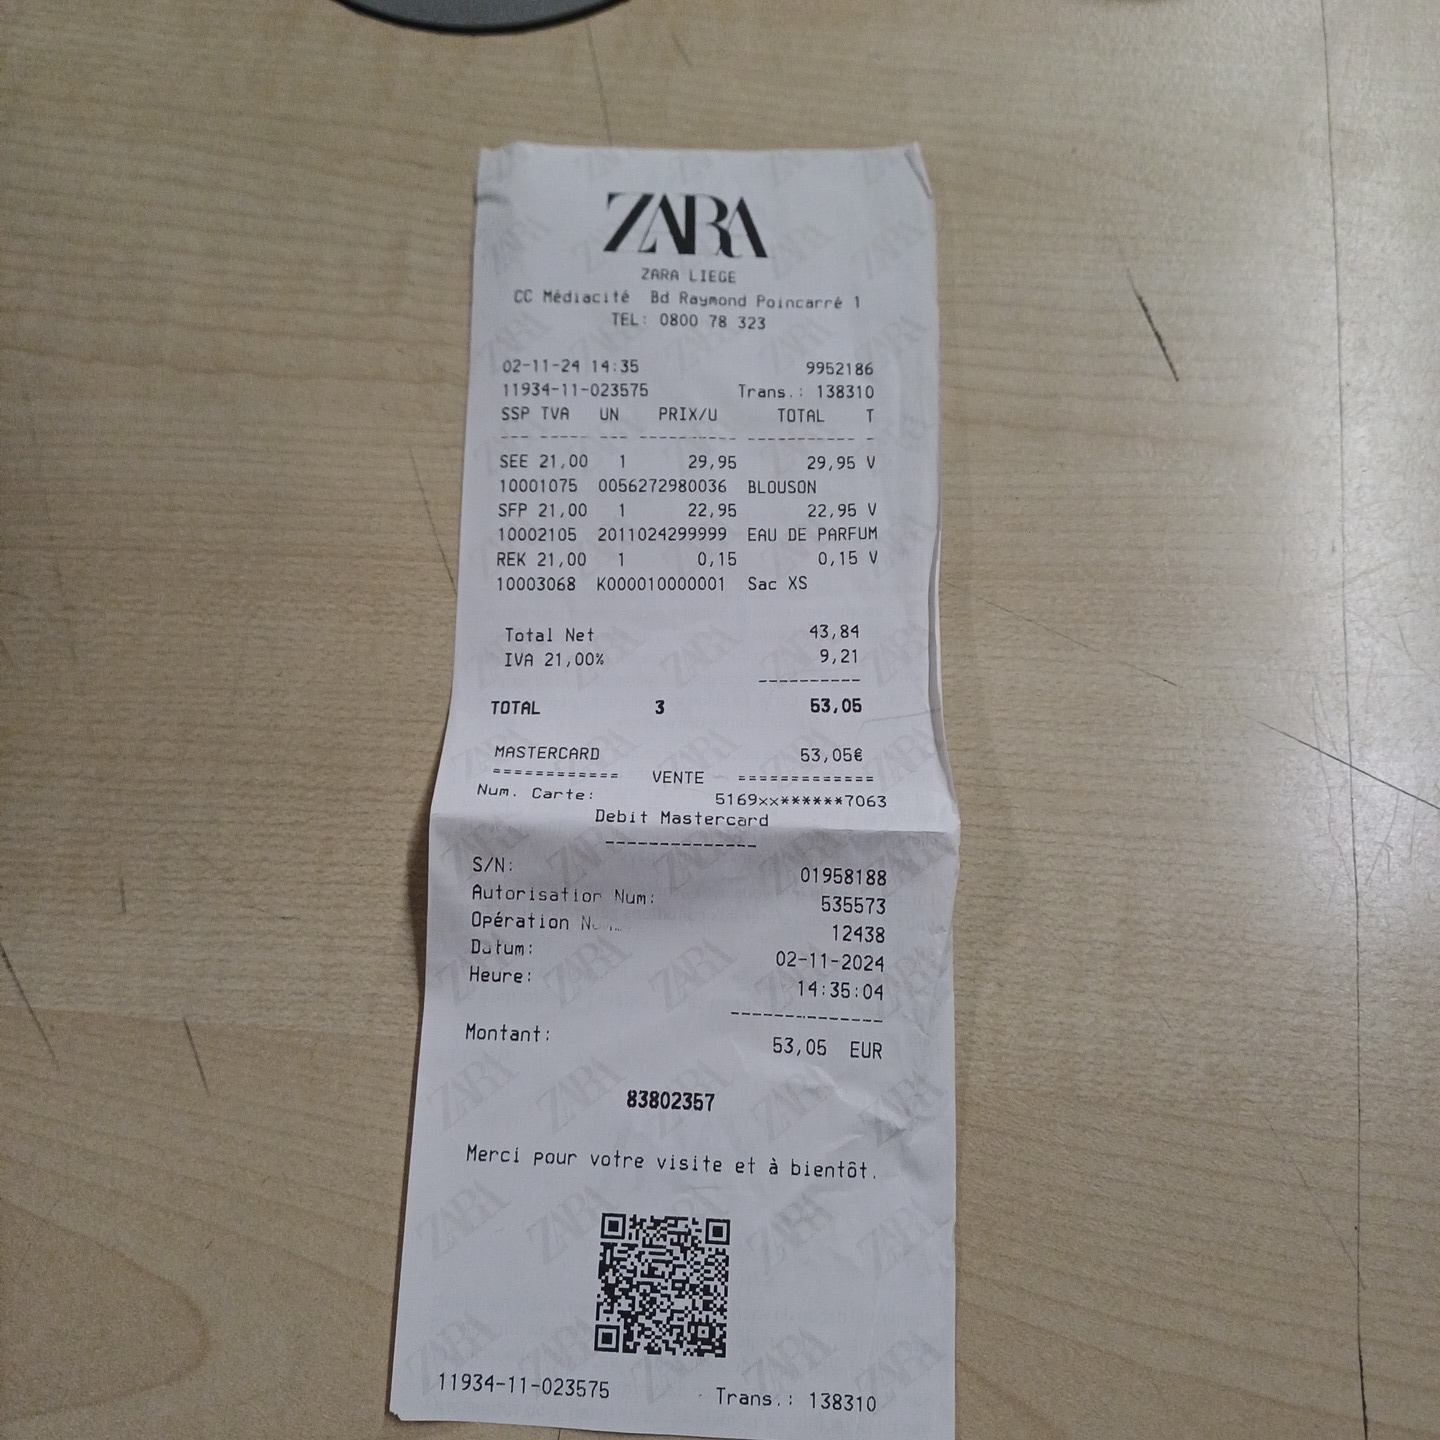 ZARA
ZARA LIEGE
CC Médiacité Bd Raymond Poincarré 1
TEL: 0800 78 323
02-11-24 14:35 9952186
11934-11-023575 Trans.: 138310
SSP TVA UN PRIX/U TOTAL T
--- ----- --- ---------- ----------- -
SEE 21,00 1 29,95 29,95 V
10001075 0056272980036 BLOUSON
SFP 21,00 1 22,95 22,95 V
10002105 2011024299999 EAU DE PARFUM
REK 21,00 1 0,15 0,15 V
10003068 K000010000001 Sac XS
Total Net 43,84
IVA 21,00% 9,21
----------
TOTAL 3 53,05
MASTERCARD 53,05€
============ VENTE =============
Num. Carte: 5169xx******7063
Debit Mastercard
--------------
S/N: 01958188
Autorisation Num: 535573
Opération 12438
Datum: 02-11-2024
Heure: 14:35:04
--------------
Montant: 53,05 EUR
83802357
Merci pour votre visite et à bientôt.
11934-11-023575 Trans.: 138310